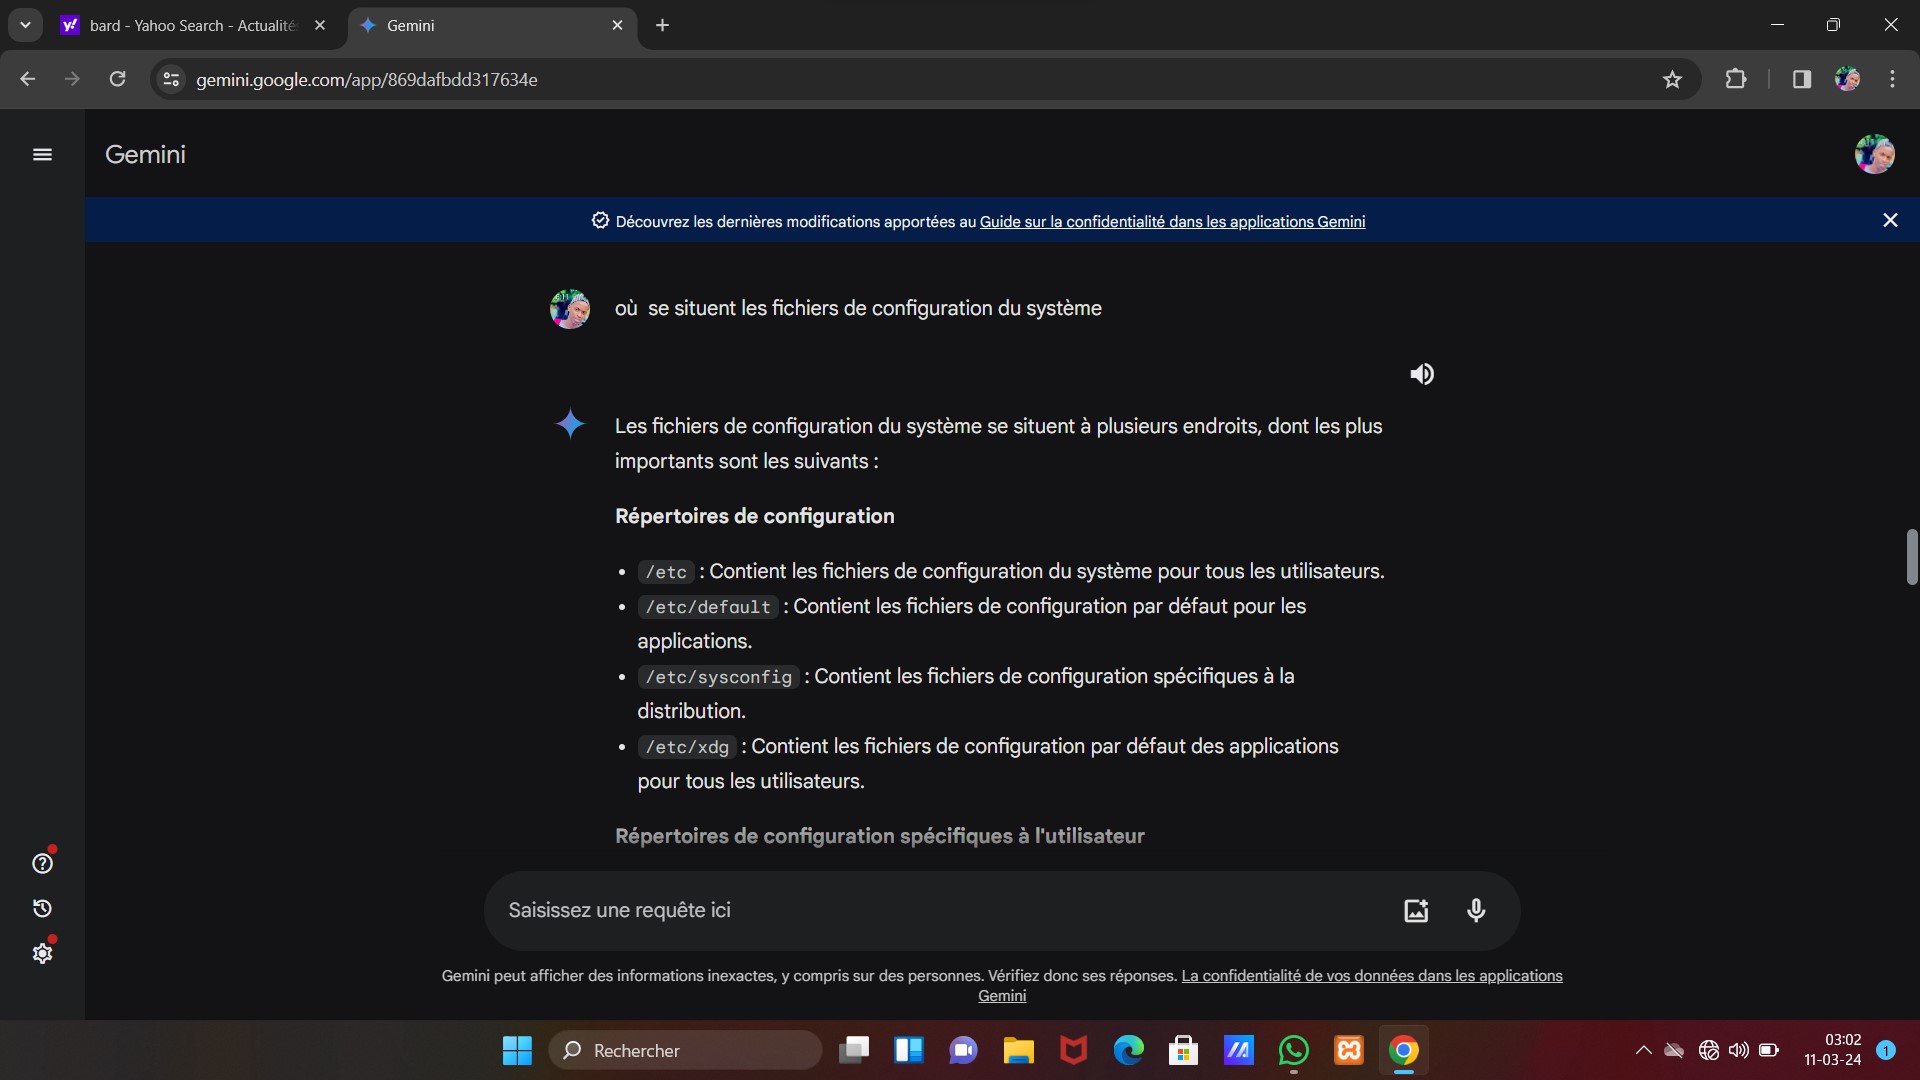 bard - Yahoo Search - Actualités
Gemini
gemini.google.com/app/869dafbdd317634e
Gemini
Découvrez les dernières modifications apportées au Guide sur la confidentialité dans les applications Gemini
où se situent les fichiers de configuration du système
Les fichiers de configuration du système se situent à plusieurs endroits, dont les plus
importants sont les suivants :
Répertoires de configuration
• /etc : Contient les fichiers de configuration du système pour tous les utilisateurs.
• /etc/default : Contient les fichiers de configuration par défaut pour les
applications.
• /etc/sysconfig : Contient les fichiers de configuration spécifiques à la
distribution.
• /etc/xdg : Contient les fichiers de configuration par défaut des applications
pour tous les utilisateurs.
Répertoires de configuration spécifiques à l'utilisateur
Saisissez une requête ici
Gemini peut afficher des informations inexactes, y compris sur des personnes. Vérifiez donc ses réponses. La confidentialité de vos données dans les applications
Gemini
Rechercher
03:02
11-03-24
1